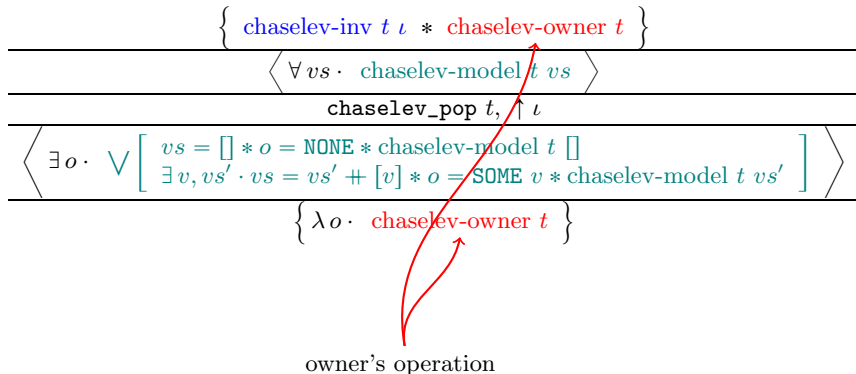 { chaselev-inv t ι * chaselev-owner t }
⟨ ∀ vs · chaselev-model t vs ⟩
chaselev_pop t, ↑ ι
⟨ ∃ o · ⋁ [ vs = [] * o = NONE * chaselev-model t []
∃ v, vs′ · vs = vs′ ++ [v] * o = SOME v * chaselev-model t vs′ ] ⟩
{ λ o · chaselev-owner t }
owner's operation